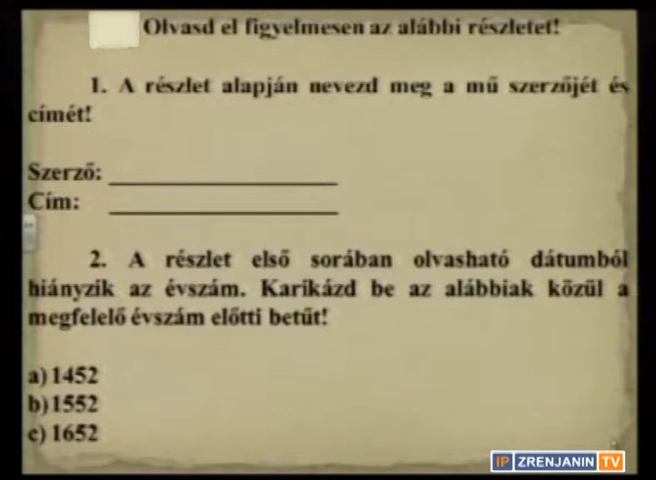 Olvasd el figyelmesen az alábbi részletet!
1. A részlet alapján nevezd meg a mű szerzőjét és
címét!
Szerző:
Cím:
2. A részlet első sorában olvasható dátumból
hiányzik az évszám. Karikázd be az alábbiak közül a
megfelelő évszám előtti betűt!
a) 1452
b) 1552
c) 1652
IP ZRENJANIN TV